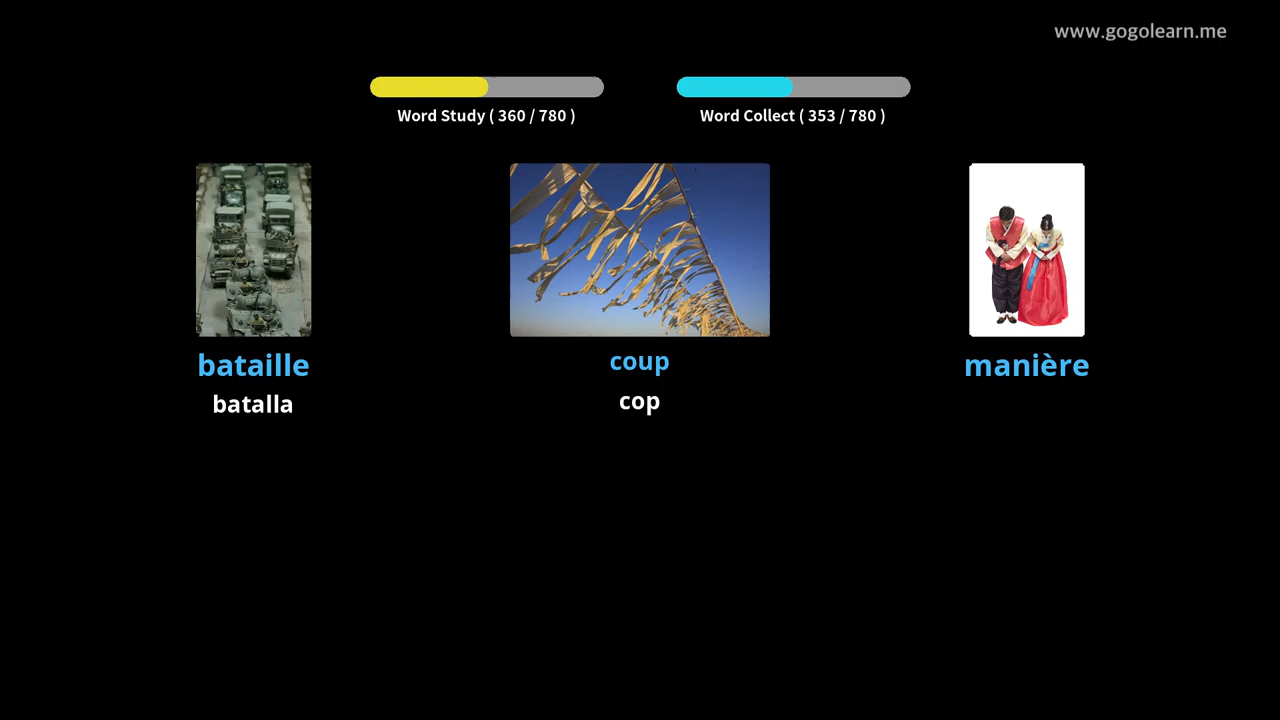 www.gogolearn.me
Word Study ( 360 / 780 )
Word Collect ( 353 / 780 )
bataille
batalla
coup
cop
manière